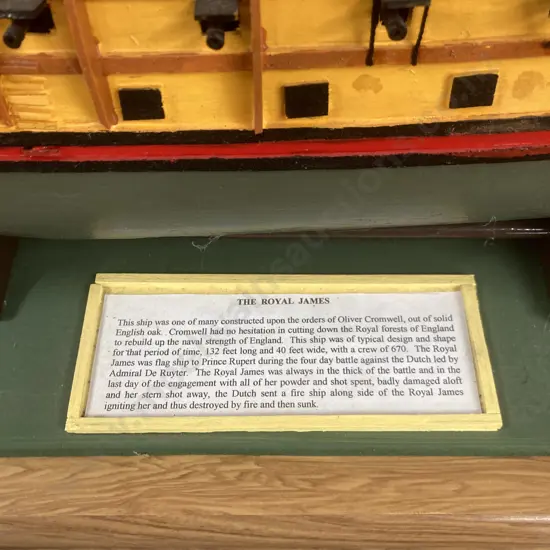 THE ROYAL JAMES
This ship was one of many constructed upon the orders of Oliver Cromwell, out of solid
English oak. Cromwell had no hesitation in cutting down the Royal forests of England
to rebuild up the naval strength of England. This ship was of typical design and shape
for that period of time, 132 feet long and 40 feet wide, with a crew of 670. The Royal
James was flag ship to Prince Rupert during the four day battle against the Dutch led by
Admiral De Ruyter. The Royal James was always in the thick of the battle and in the
last day of the engagement with all of her powder and shot spent, badly damaged aloft
and her stern shot away, the Dutch sent a fire ship along side of the Royal James
igniting her and thus destroyed by fire and then sunk.